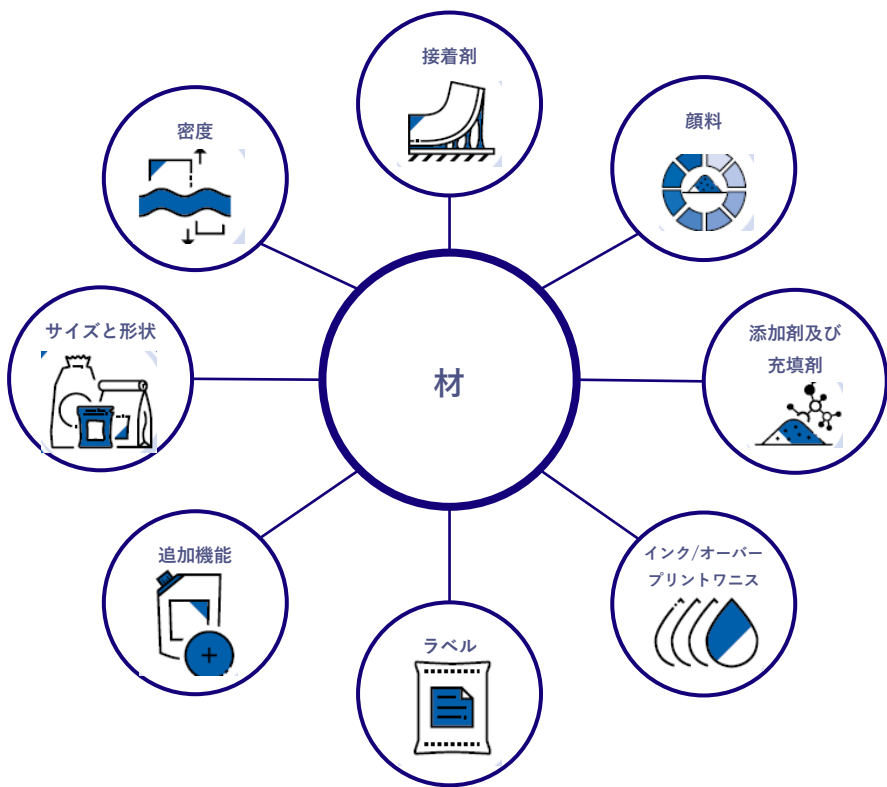 接着剤
密度
顔料
サイズと形状
材
添加剤及び
充填剤
追加機能
インク/オーバー
プリントワニス
ラベル